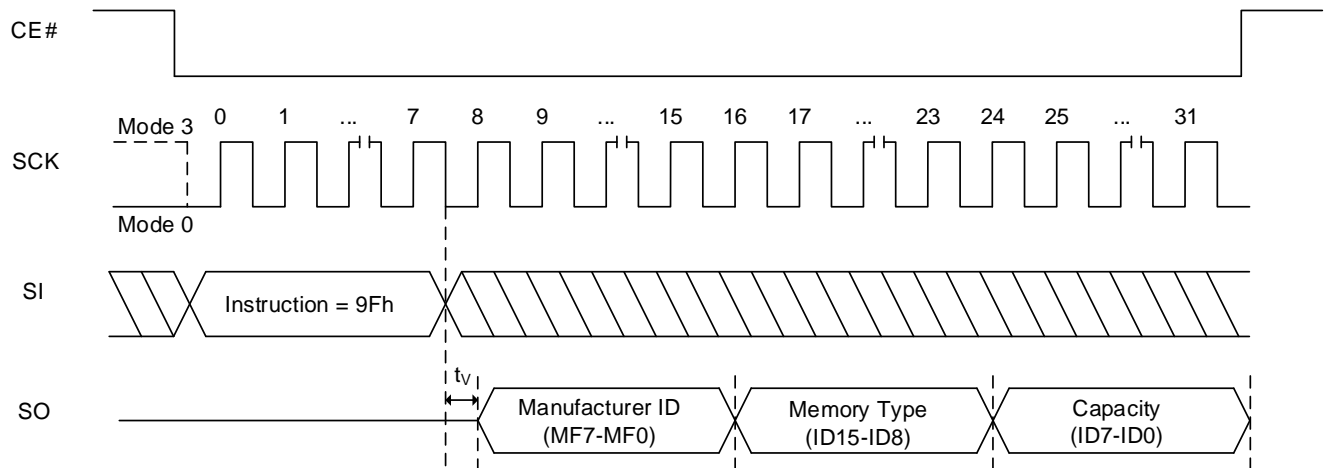 CE#
0 1 ... 7 8 9 ... 15 16 17 ... 23 24 25 ... 31
Mode 3
SCK
Mode 0
SI
Instruction = 9Fh
tV
SO
Manufacturer ID
(MF7-MF0)
Memory Type
(ID15-ID8)
Capacity
(ID7-ID0)